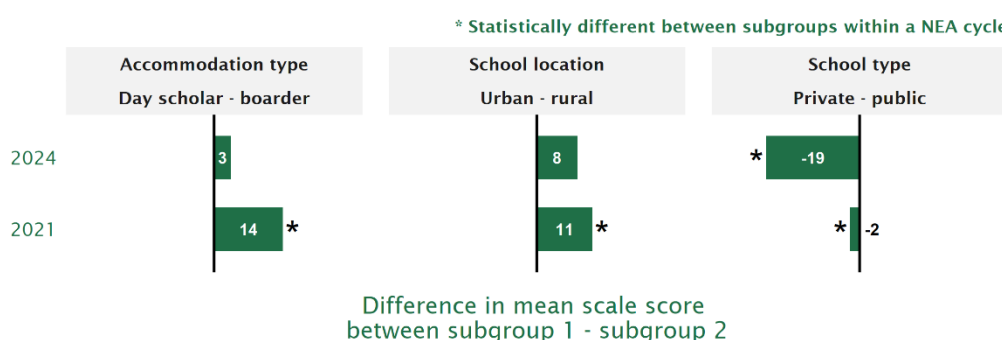 * Statistically different between subgroups within a NEA cycle
Accommodation type
Day scholar - boarder
School location
Urban - rural
School type
Private - public
2024
3
8
*
-19
2021
14
*
11
*
*
-2
Difference in mean scale score
between subgroup 1 - subgroup 2